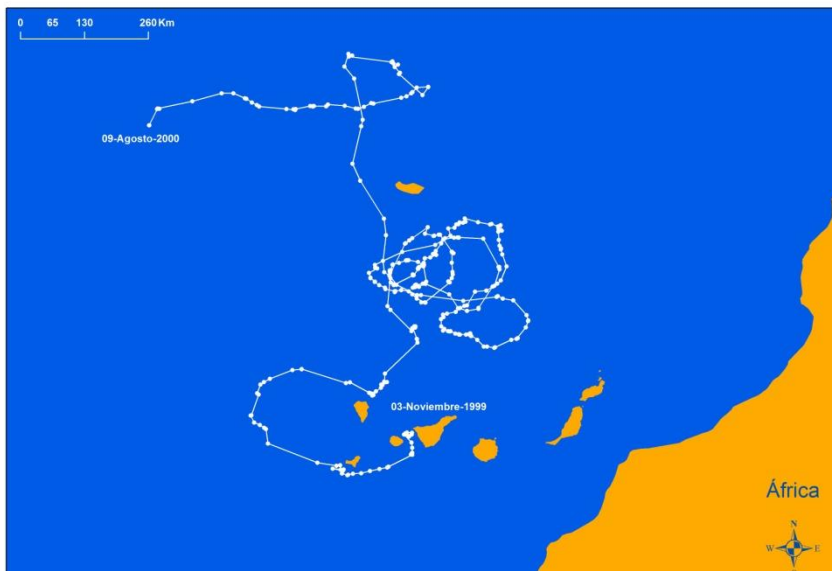 0 65 130 260 Km
09-Agosto-2000
03-Noviembre-1999
África
N
W E